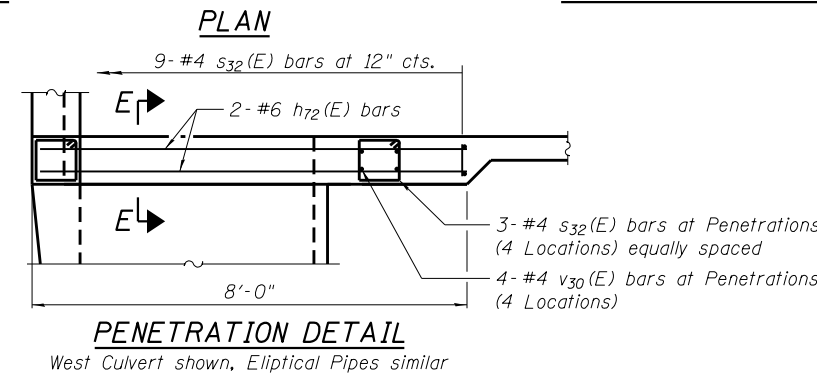 PLAN
9- #4 s32(E) bars at 12" cts.
E
2- #6 h72(E) bars
E
3- #4 s32(E) bars at Penetrations
(4 Locations) equally spaced
4- #4 v30(E) bars at Penetrations
(4 Locations)
8'-0"
PENETRATION DETAIL
West Culvert shown, Eliptical Pipes similar